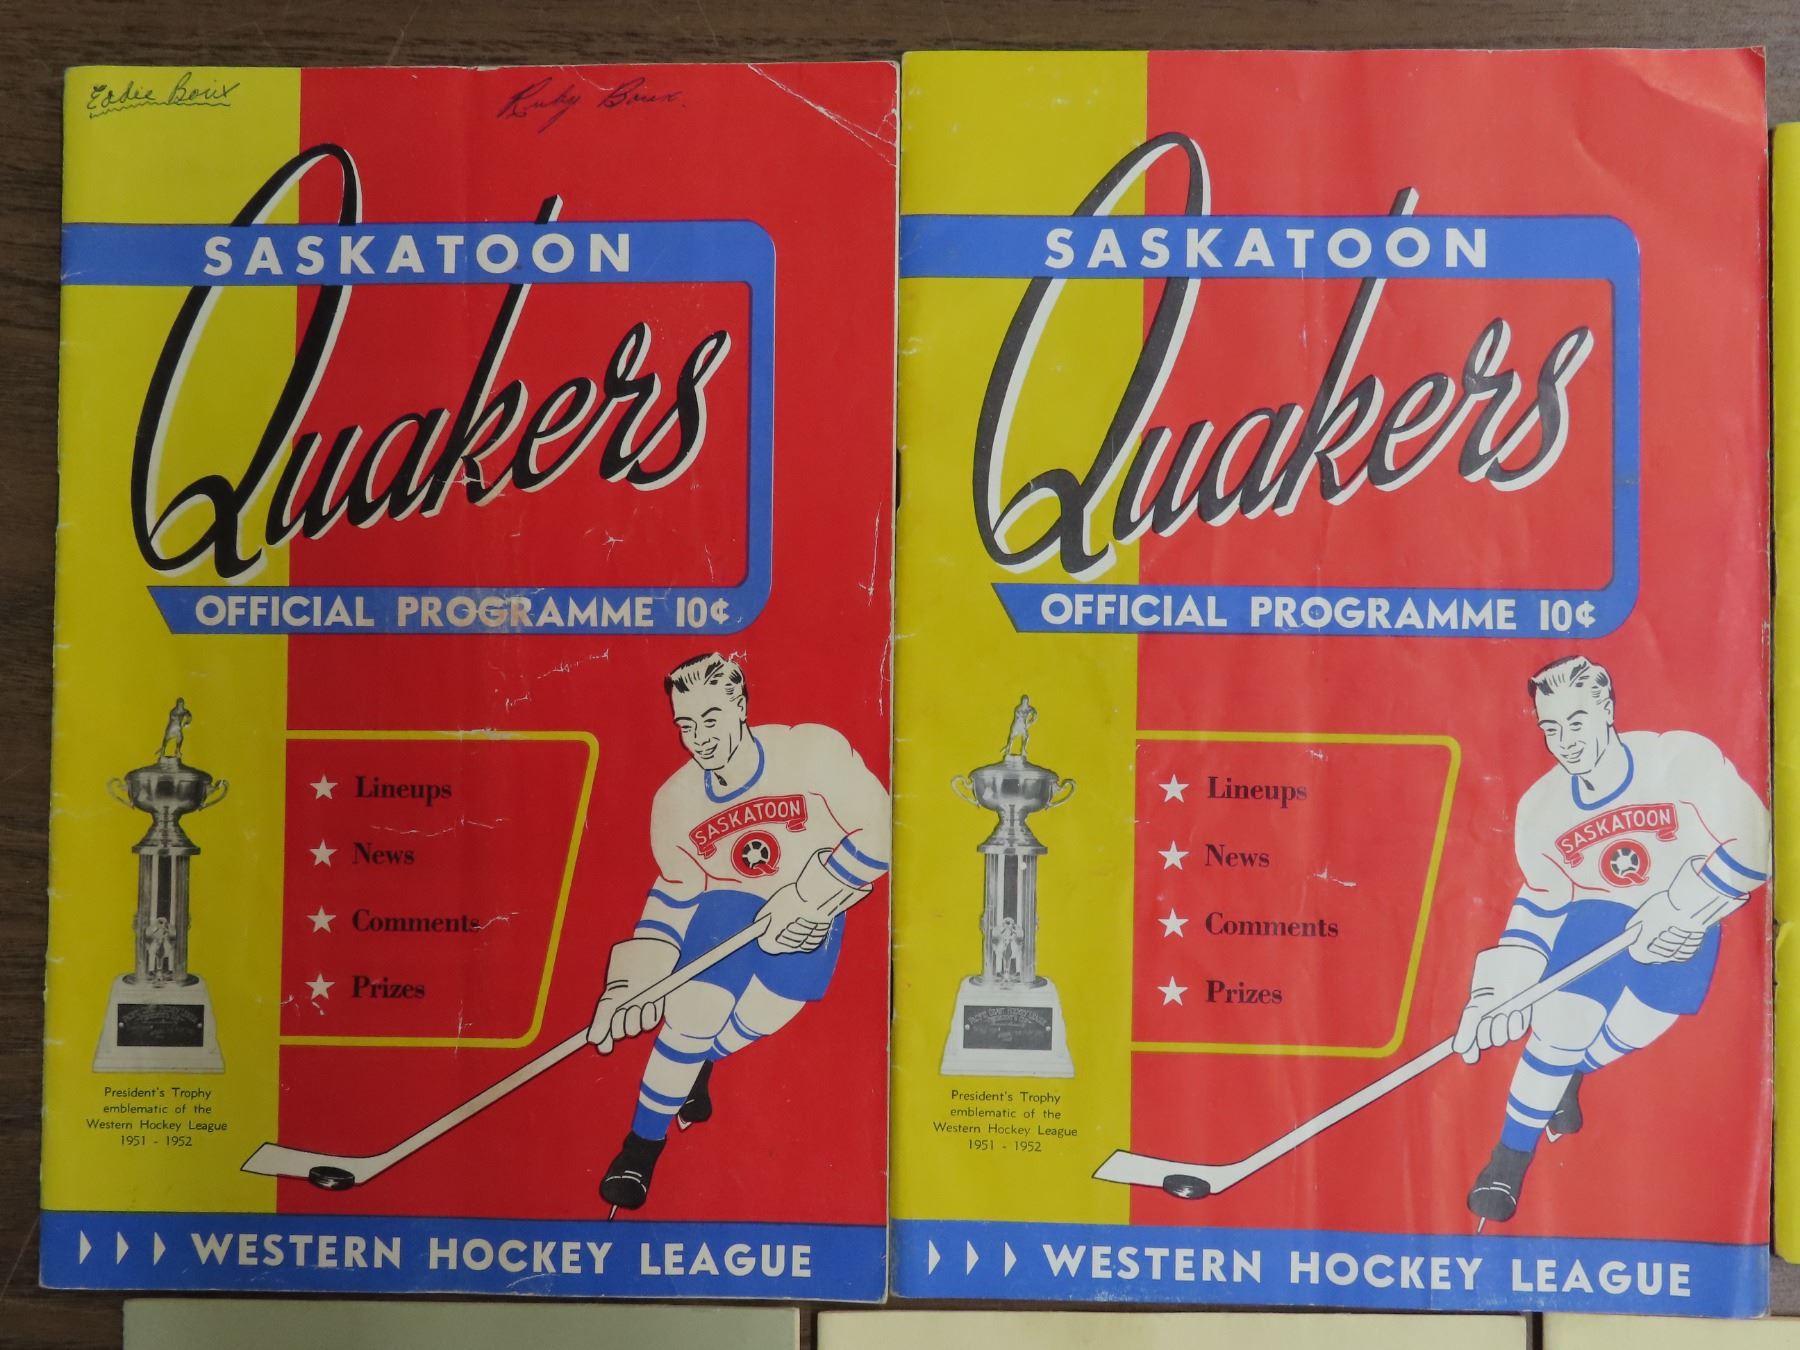 Eddie Boux
Ruby Boux.
SASKATOON
Quakers
OFFICIAL PROGRAMME 10¢
Lineups
News
Comments
Prizes
SASKATOON
Q
President's Trophy
emblematic of the
Western Hockey League
1951 - 1952
WESTERN HOCKEY LEAGUE
SASKATOON
Quakers
OFFICIAL PROGRAMME 10¢
Lineups
News
Comments
Prizes
SASKATOON
Q
President's Trophy
emblematic of the
Western Hockey League
1951 - 1952
WESTERN HOCKEY LEAGUE